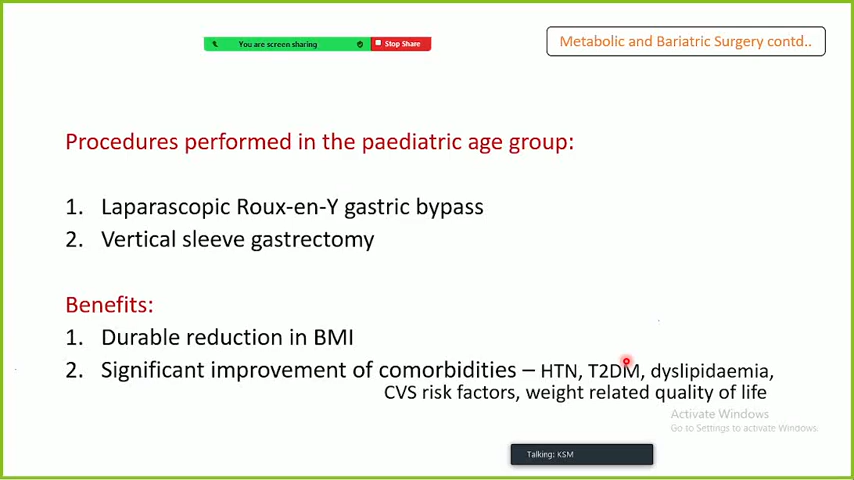 You are screen sharing
Stop Share
Metabolic and Bariatric Surgery contd..
Procedures performed in the paediatric age group:
1. Laparascopic Roux-en-Y gastric bypass
2. Vertical sleeve gastrectomy
Benefits:
1. Durable reduction in BMI
2. Significant improvement of comorbidities – HTN, T2DM, dyslipidaemia,
CVS risk factors, weight related quality of life
Activate Windows
Go to Settings to activate Windows.
Talking: KSM